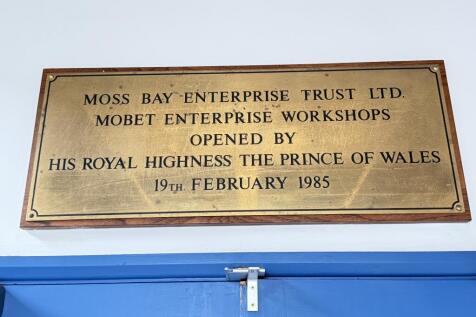 MOSS BAY ENTERPRISE TRUST LTD.
MOBET ENTERPRISE WORKSHOPS
OPENED BY
HIS ROYAL HIGHNESS THE PRINCE OF WALES
19TH FEBRUARY 1985